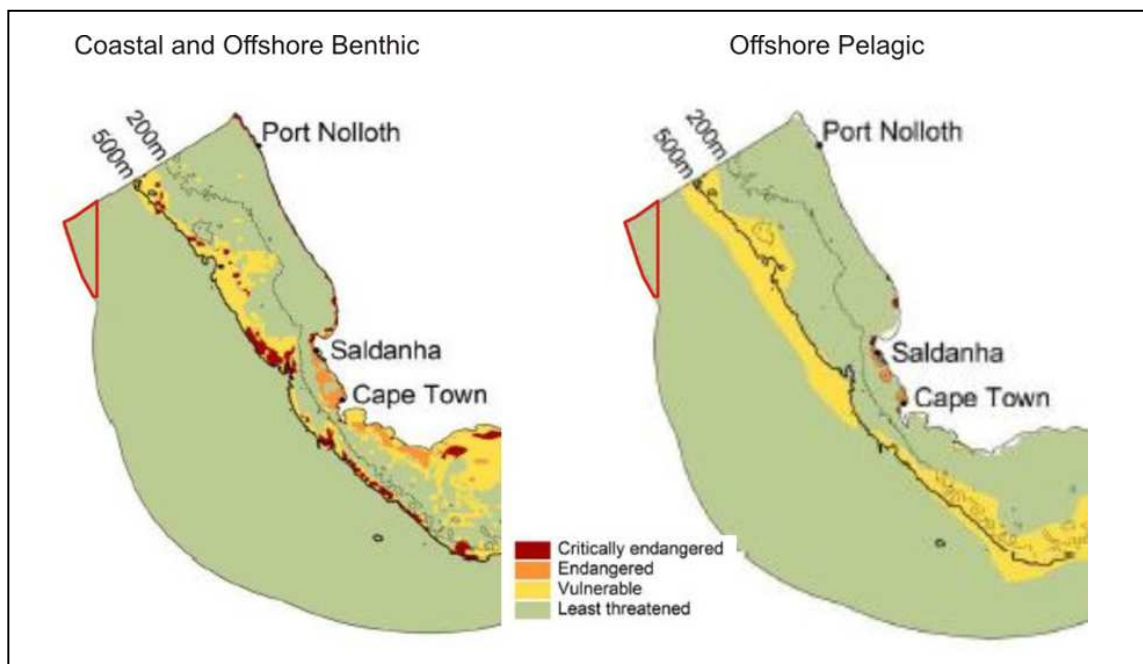 Coastal and Offshore Benthic
Offshore Pelagic
200m
500m
Port Nolloth
Saldanha
Cape Town
200m
500m
Port Nolloth
Saldanha
Cape Town
Critically endangered
Endangered
Vulnerable
Least threatened